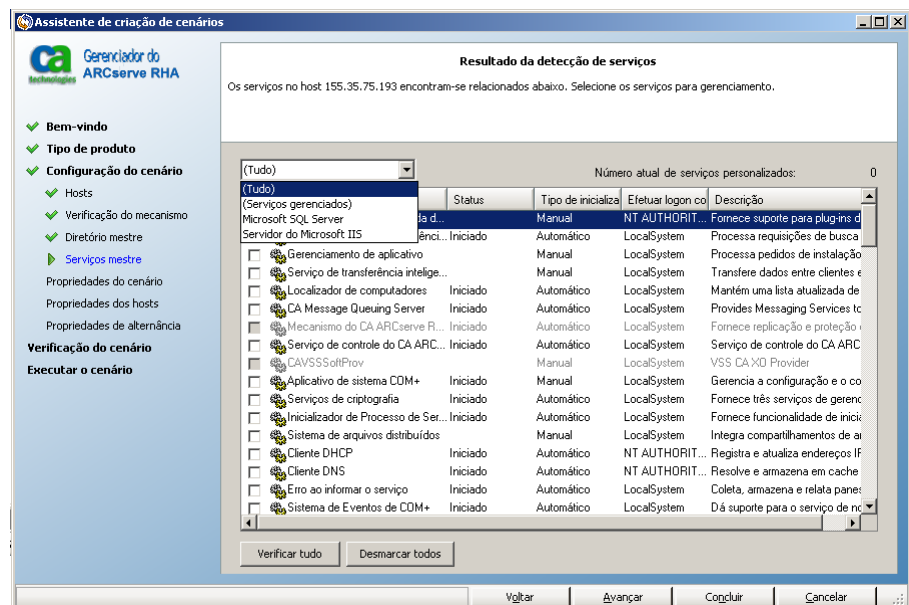 Assistente de criação de cenários
ca technologies
Gerenciador do
ARCserve RHA
Bem-vindo
Tipo de produto
Configuração do cenário
Hosts
Verificação do mecanismo
Diretório mestre
Serviços mestre
Propriedades do cenário
Propriedades dos hosts
Propriedades de alternância
Verificação do cenário
Executar o cenário
Resultado da detecção de serviços
Os serviços no host 155.35.75.193 encontram-se relacionados abaixo. Selecione os serviços para gerenciamento.
(Tudo)
Número atual de serviços personalizados: 0
(Tudo)
(Serviços gerenciados)
Microsoft SQL Server
Servidor do Microsoft IIS
Status Tipo de inicializa Efetuar logon co Descrição
da d... Manual NT AUTHORIT... Fornece suporte para plug-ins d
ênci... Iniciado Automático LocalSystem Processa requisições de busca
Gerenciamento de aplicativo Manual LocalSystem Processa pedidos de instalação
Serviço de transferência intelige... Manual LocalSystem Transfere dados entre clientes e
Localizador de computadores Iniciado Automático LocalSystem Mantém uma lista atualizada de
CA Message Queuing Server Iniciado Automático LocalSystem Provides Messaging Services to
Mecanismo do CA ARCserve R... Iniciado Automático LocalSystem Fornece replicação e proteção
Serviço de controle do CA ARC... Iniciado Automático LocalSystem Serviço de controle do CA ARC
CAVSSSoftProv Manual LocalSystem VSS CA XO Provider
Aplicativo de sistema COM+ Iniciado Manual LocalSystem Gerencia a configuração e o co
Serviços de criptografia Iniciado Automático LocalSystem Fornece três serviços de gerenc
Inicializador de Processo de Ser... Iniciado Automático LocalSystem Fornece funcionalidade de inicia
Sistema de arquivos distribuídos Manual LocalSystem Integra compartilhamentos de ar
Cliente DHCP Iniciado Automático NT AUTHORIT... Registra e atualiza endereços IF
Cliente DNS Iniciado Automático NT AUTHORIT... Resolve e armazena em cache
Erro ao informar o serviço Iniciado Automático LocalSystem Coleta, armazena e relata panes
Sistema de Eventos de COM+ Iniciado Automático LocalSystem Dá suporte para o serviço de no
Verificar tudo Desmarcar todos
Voltar Avançar Concluir Cancelar